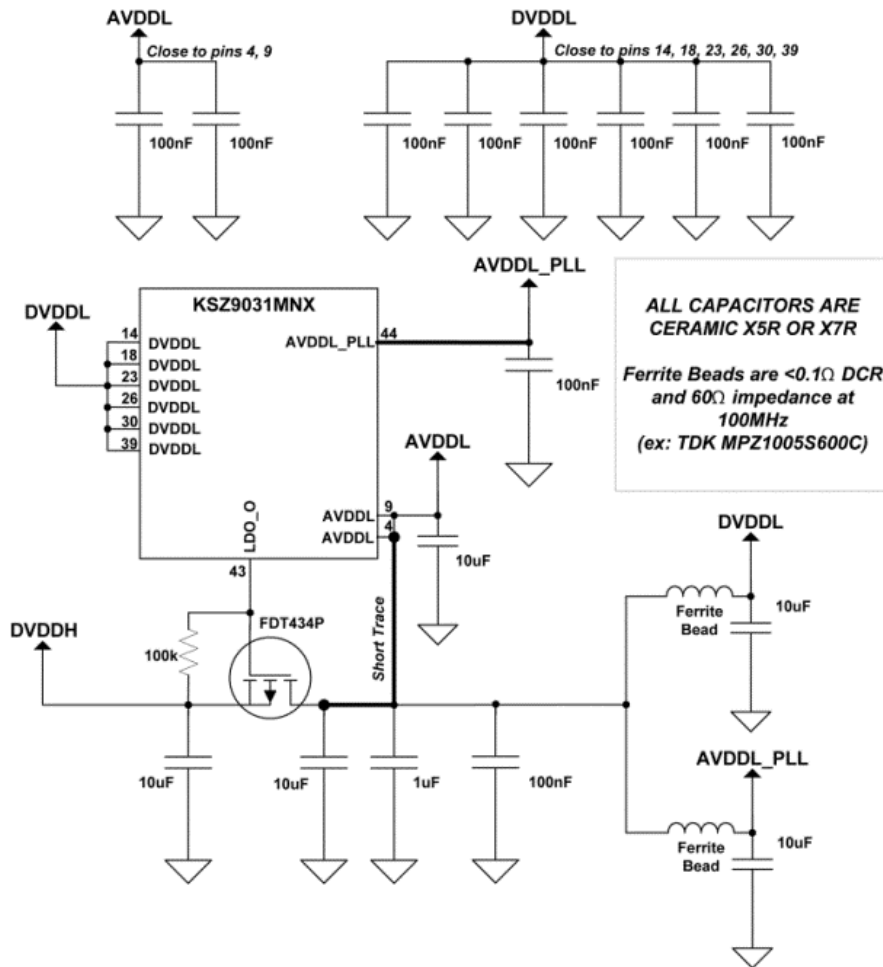 AVDDL
Close to pins 4, 9
100nF
100nF
DVDDL
Close to pins 14, 18, 23, 26, 30, 39
100nF
100nF
100nF
100nF
100nF
100nF
KSZ9031MNX
DVDDL
14
DVDDL
18
DVDDL
23
DVDDL
26
DVDDL
30
DVDDL
39
DVDDL
AVDDL_PLL
44
AVDDL_PLL
100nF
ALL CAPACITORS ARE
CERAMIC X5R OR X7R
Ferrite Beads are <0.1Ω DCR
and 60Ω impedance at
100MHz
(ex: TDK MPZ1005S600C)
AVDDL
AVDDL
9
AVDDL
4
10uF
LDO_O
43
FDT434P
DVDDH
100k
Short Trace
10uF
10uF
1uF
100nF
DVDDL
Ferrite
Bead
10uF
AVDDL_PLL
Ferrite
Bead
10uF